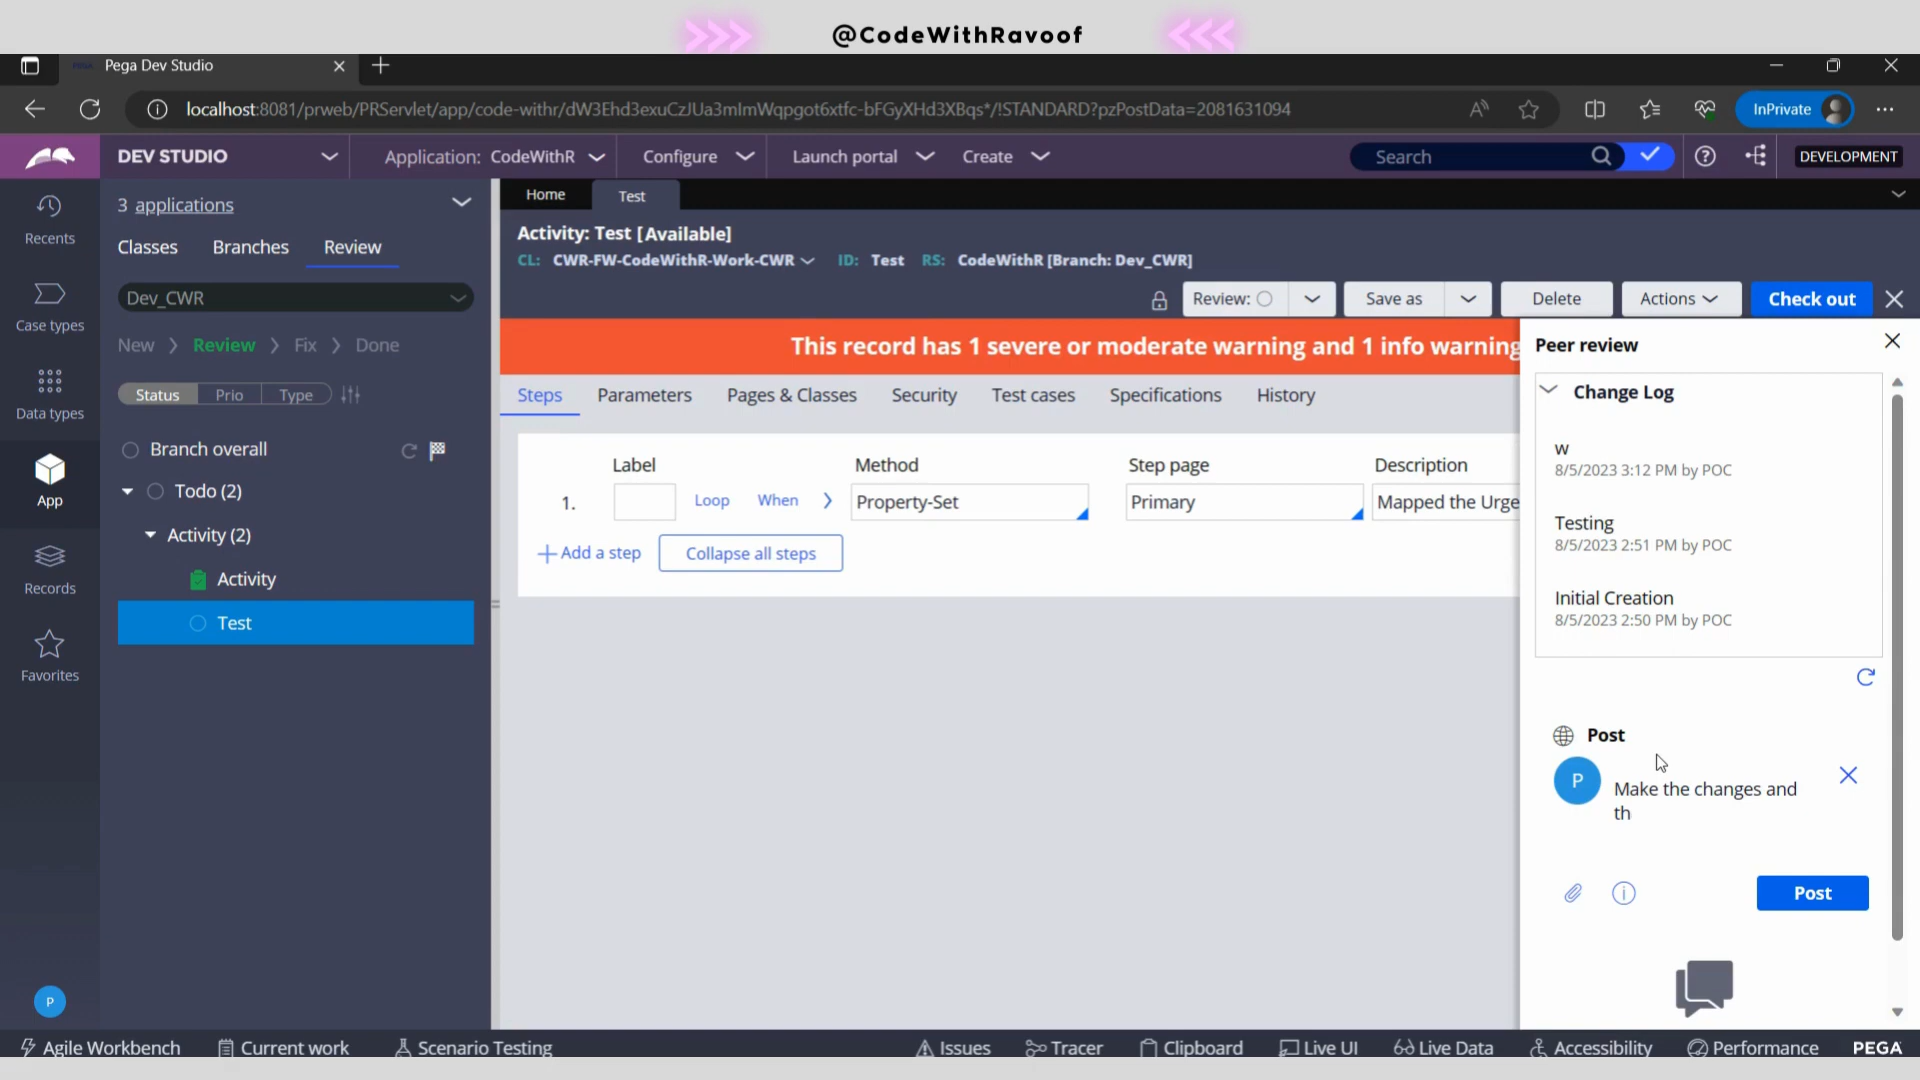 @CodeWithRavoof
Pega Dev Studio
localhost:8081/prweb/PRServlet/app/code-withr/dW3Ehd3exuCzJUa3mImWqpgot6xtfc-bFGyXHd3XBqs*/!STANDARD?pzPostData=2081631094
InPrivate
DEV STUDIO
Application: CodeWithR
Configure
Launch portal
Create
Search
DEVELOPMENT
Recents
Case types
Data types
App
Records
Favorites
P
3 applications
Classes Branches Review
Dev_CWR
New Review Fix Done
Status Prio Type
Branch overall
Todo (2)
Activity (2)
Activity
Test
Home Test
Activity: Test [Available]
CL: CWR-FW-CodeWithR-Work-CWR ID: Test RS: CodeWithR [Branch: Dev_CWR]
Review: Save as Delete Actions Check out
This record has 1 severe or moderate warning and 1 info warning
Steps Parameters Pages & Classes Security Test cases Specifications History
Label Method Step page Description
1. Loop When Property-Set Primary Mapped the Urge
Add a step Collapse all steps
Peer review
Change Log
w
8/5/2023 3:12 PM by POC
Testing
8/5/2023 2:51 PM by POC
Initial Creation
8/5/2023 2:50 PM by POC
Post
P
Make the changes and
th
Post
Agile Workbench Current work Scenario Testing Issues Tracer Clipboard Live UI Live Data Accessibility Performance PEGA